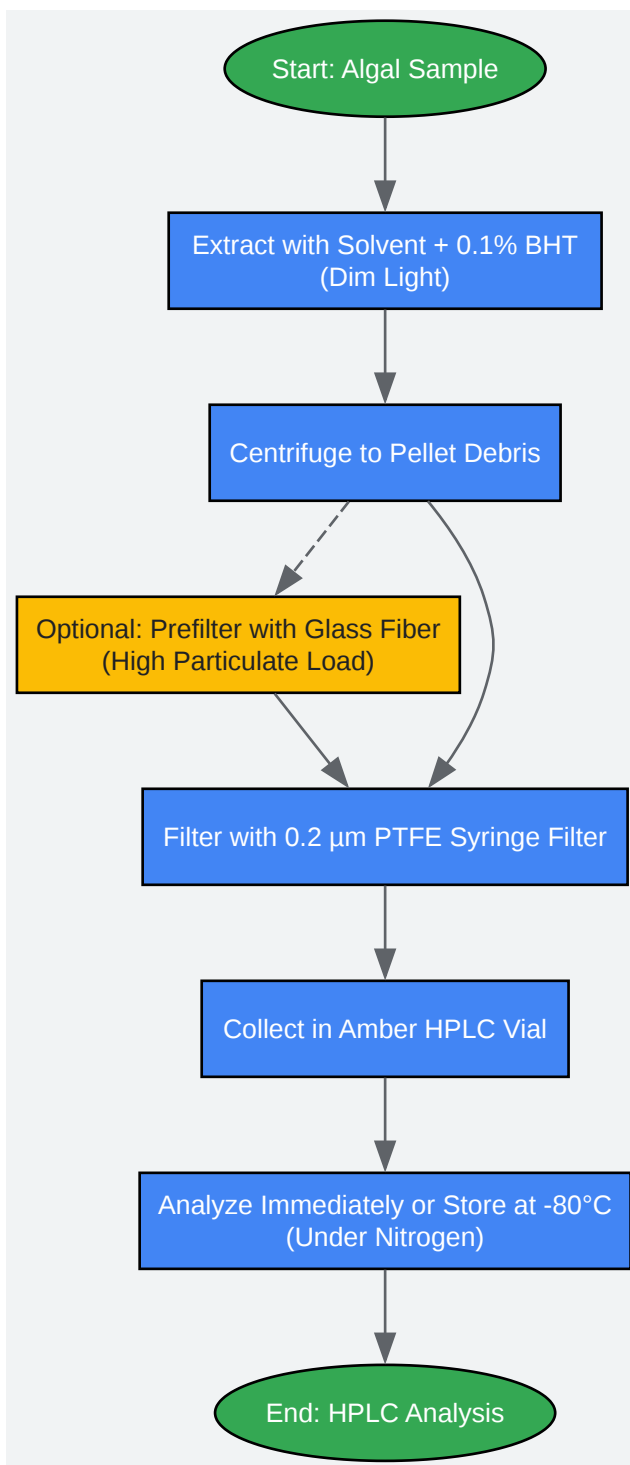 Start: Algal Sample
Extract with Solvent + 0.1% BHT
(Dim Light)
Centrifuge to Pellet Debris
Optional: Prefilter with Glass Fiber
(High Particulate Load)
Filter with 0.2 µm PTFE Syringe Filter
Collect in Amber HPLC Vial
Analyze Immediately or Store at -80°C
(Under Nitrogen)
End: HPLC Analysis